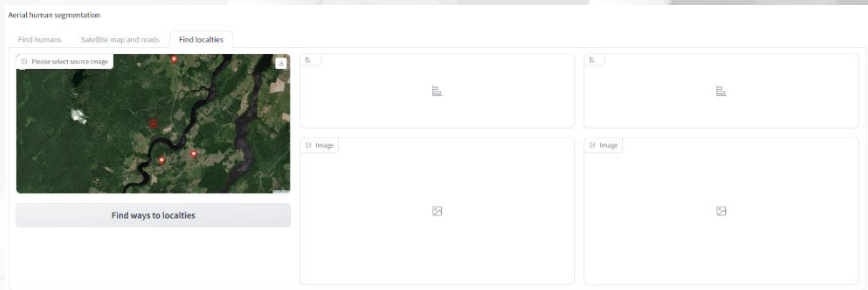 Aerial human segmentation
Find humans
Satellite map and roads
Find localties
Please select source image
Find ways to localties
Image
Image